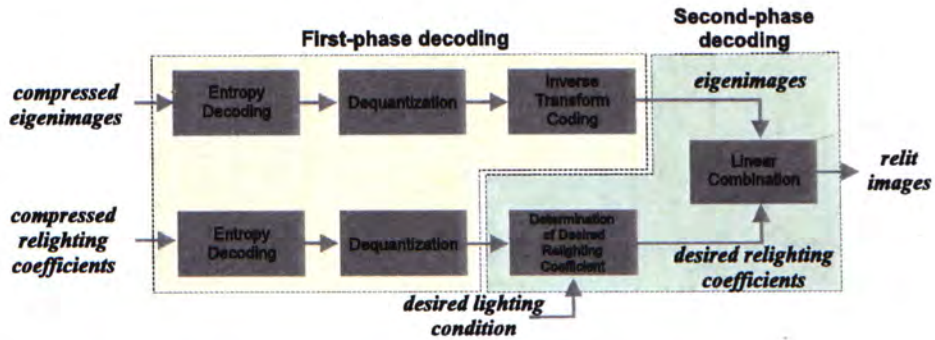 First-phase decoding
Second-phase
decoding
compressed
eigenimages
Entropy
Decoding
Dequantization
Inverse
Transform
Coding
eigenimages
Linear
Combination
relit
images
compressed
relighting
coefficients
Entropy
Decoding
Dequantization
Determination
of Desired
Relighting
Coefficient
desired relighting
coefficients
desired lighting
condition